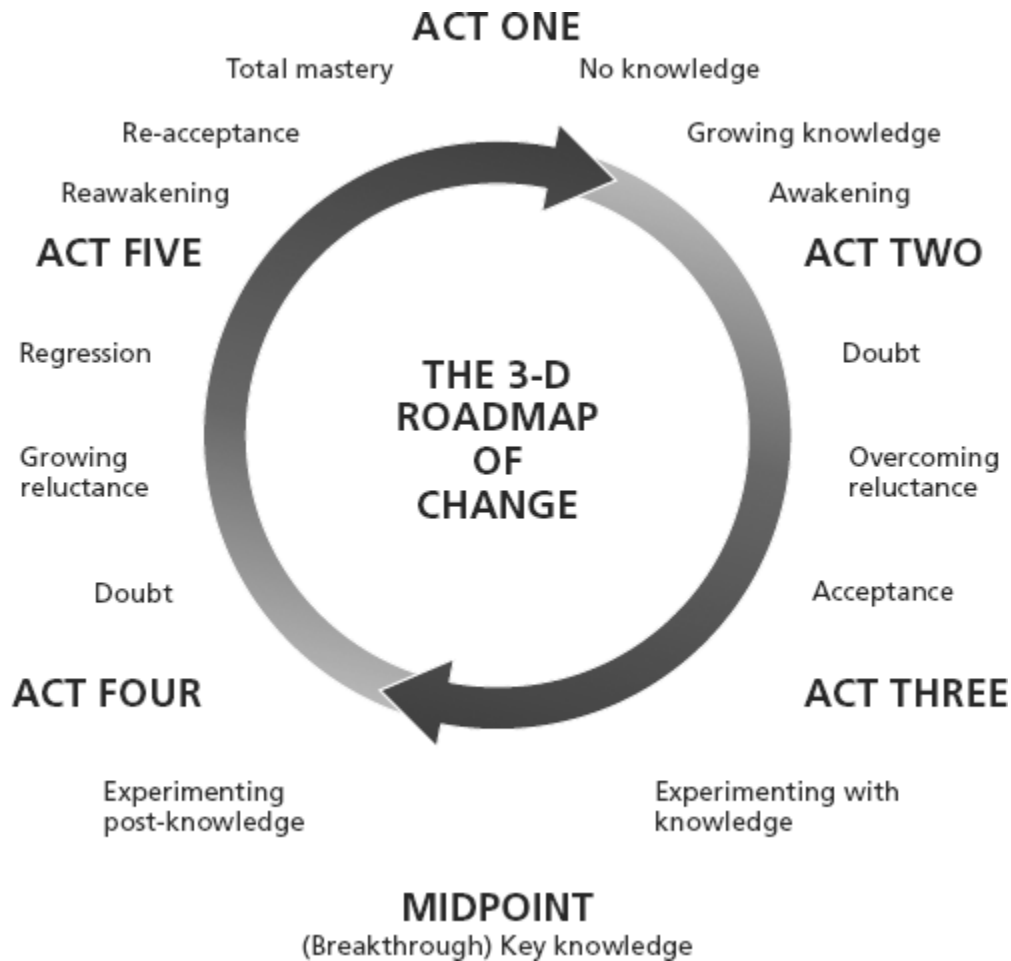 ACT ONE
Total mastery
No knowledge
Re-acceptance
Growing knowledge
Reawakening
Awakening
ACT FIVE
ACT TWO
Regression
Doubt
THE 3-D
ROADMAP
OF
CHANGE
Growing
reluctance
Overcoming
reluctance
Doubt
Acceptance
ACT FOUR
ACT THREE
Experimenting
post-knowledge
Experimenting with
knowledge
MIDPOINT
(Breakthrough) Key knowledge